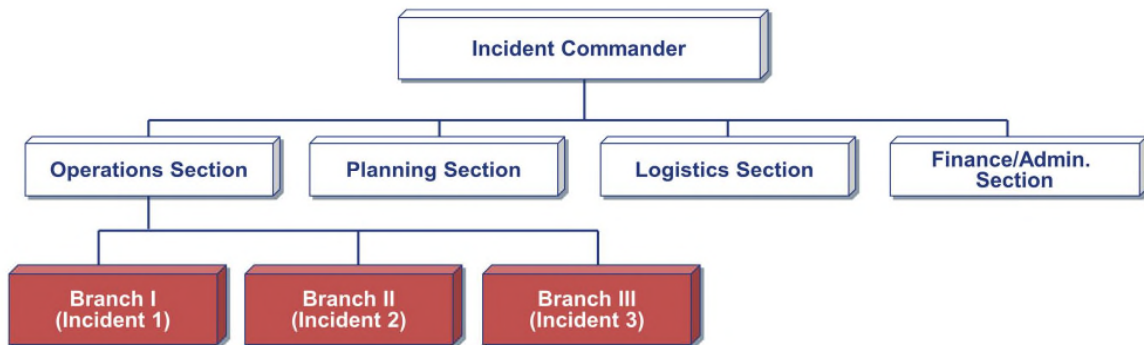 Incident Commander
Operations Section
Planning Section
Logistics Section
Finance/Admin.
Section
Branch I
(Incident 1)
Branch II
(Incident 2)
Branch III
(Incident 3)